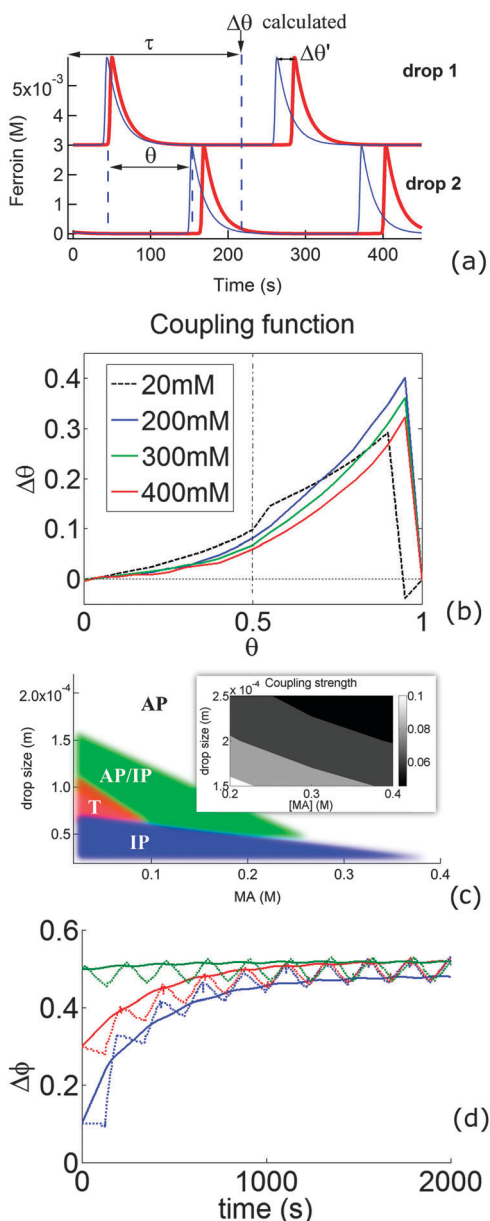 Δθ calculated
τ
Δθ'
drop 1
5x10⁻³
4
3
θ
drop 2
2
1
0
Ferroin (M)
0 100 200 300 400
Time (s)
(a)
Coupling function
0.4
0.3
0.2
0.1
0
Δθ
20mM
200mM
300mM
400mM
0 0.5 1
θ
(b)
2.0x10⁻⁴
1.5
1.0
0.5
drop size (m)
AP
AP/IP
T
IP
0.1 0.2 0.3 0.4
MA (M)
Coupling strength
2.5 x 10⁻⁴
2
1.5
drop size (m)
0.2 0.3 0.4
[MA] (M)
0.1
0.08
0.06
(c)
0.6
0.4
0.2
0
Δϕ
0 1000 2000
time (s)
(d)